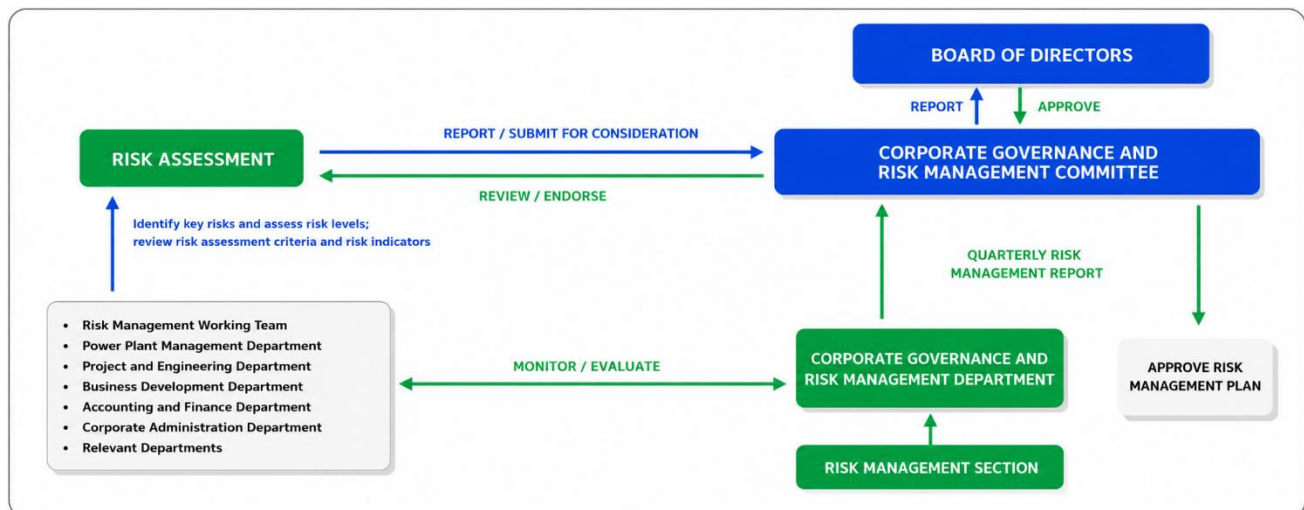 BOARD OF DIRECTORS
REPORT
APPROVE
REPORT / SUBMIT FOR CONSIDERATION
RISK ASSESSMENT
CORPORATE GOVERNANCE AND
RISK MANAGEMENT COMMITTEE
REVIEW / ENDORSE
Identify key risks and assess risk levels;
review risk assessment criteria and risk indicators
QUARTERLY RISK
MANAGEMENT REPORT
• Risk Management Working Team
• Power Plant Management Department
• Project and Engineering Department
• Business Development Department
• Accounting and Finance Department
• Corporate Administration Department
• Relevant Departments
MONITOR / EVALUATE
CORPORATE GOVERNANCE AND
RISK MANAGEMENT DEPARTMENT
APPROVE RISK
MANAGEMENT PLAN
RISK MANAGEMENT SECTION